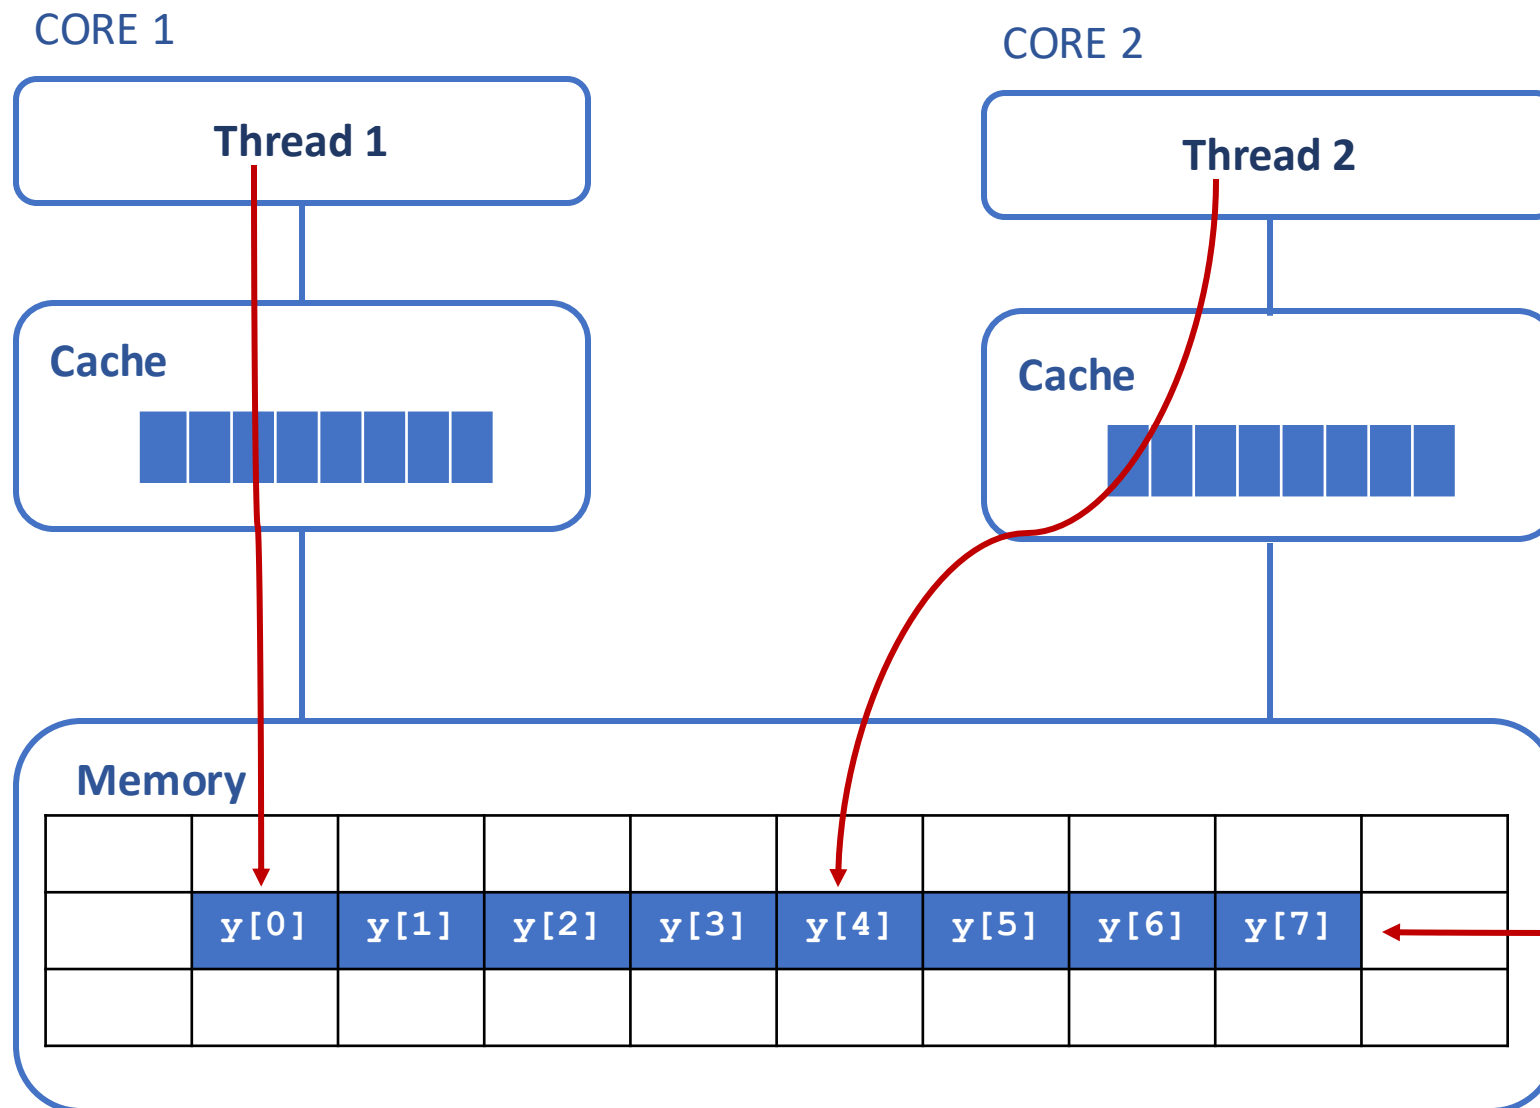 CORE 1
CORE 2
Thread 1
Thread 2
Cache
Cache
Memory
y[0] y[1] y[2] y[3] y[4] y[5] y[6] y[7]